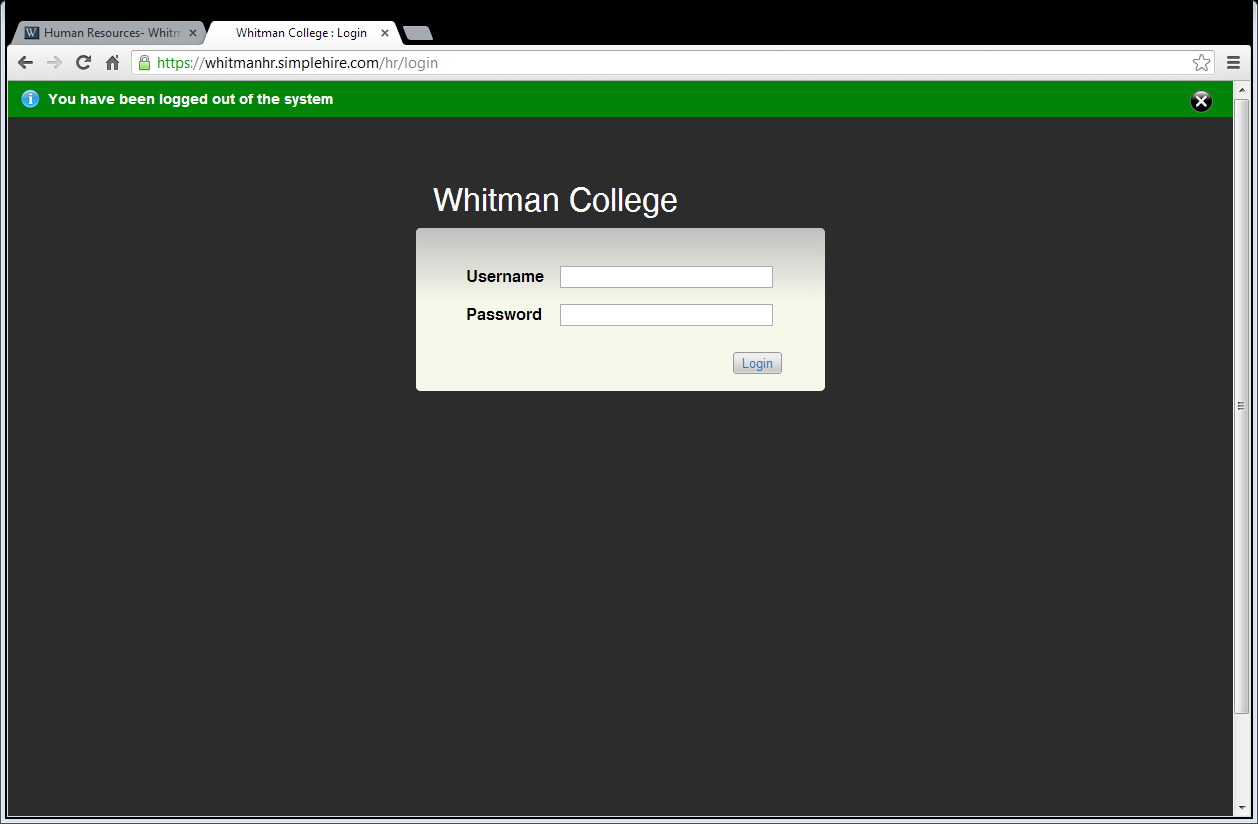 Human Resources- Whitm
Whitman College : Login
https://whitmanhr.simplehire.com/hr/login
You have been logged out of the system
Whitman College
Username
Password
Login